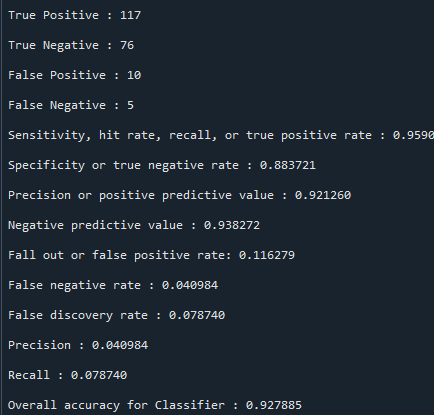 True Positive : 117
True Negative : 76
False Positive : 10
False Negative : 5
Sensitivity, hit rate, recall, or true positive rate : 0.9590
Specificity or true negative rate : 0.883721
Precision or positive predictive value : 0.921260
Negative predictive value : 0.938272
Fall out or false positive rate: 0.116279
False negative rate : 0.040984
False discovery rate : 0.078740
Precision : 0.040984
Recall : 0.078740
Overall accuracy for Classifier : 0.927885